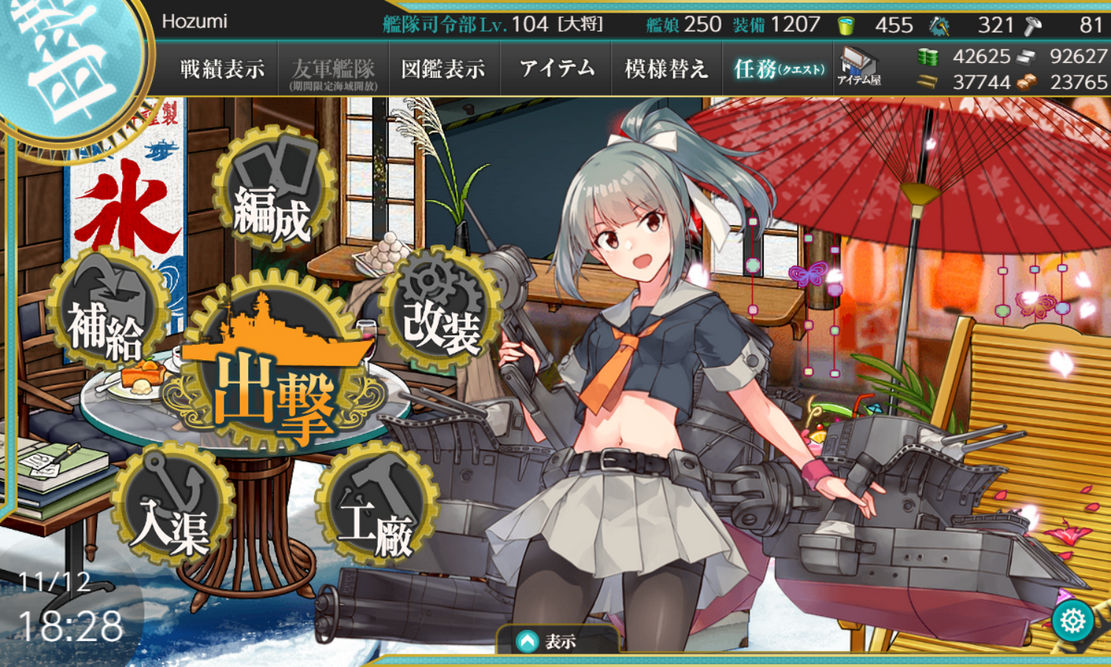 母港
Hozumi
艦隊司令部Lv.104 [大将]
艦娘 250 装備 1207
455
321
81
戦績表示
友軍艦隊
(期間限定海域開放)
図鑑表示
アイテム
模様替え
任務(クエスト)
アイテム屋
42625
92627
37744
23765
製
氷
編成
補給
改装
出撃
入渠
工廠
11/12
18:28
表示